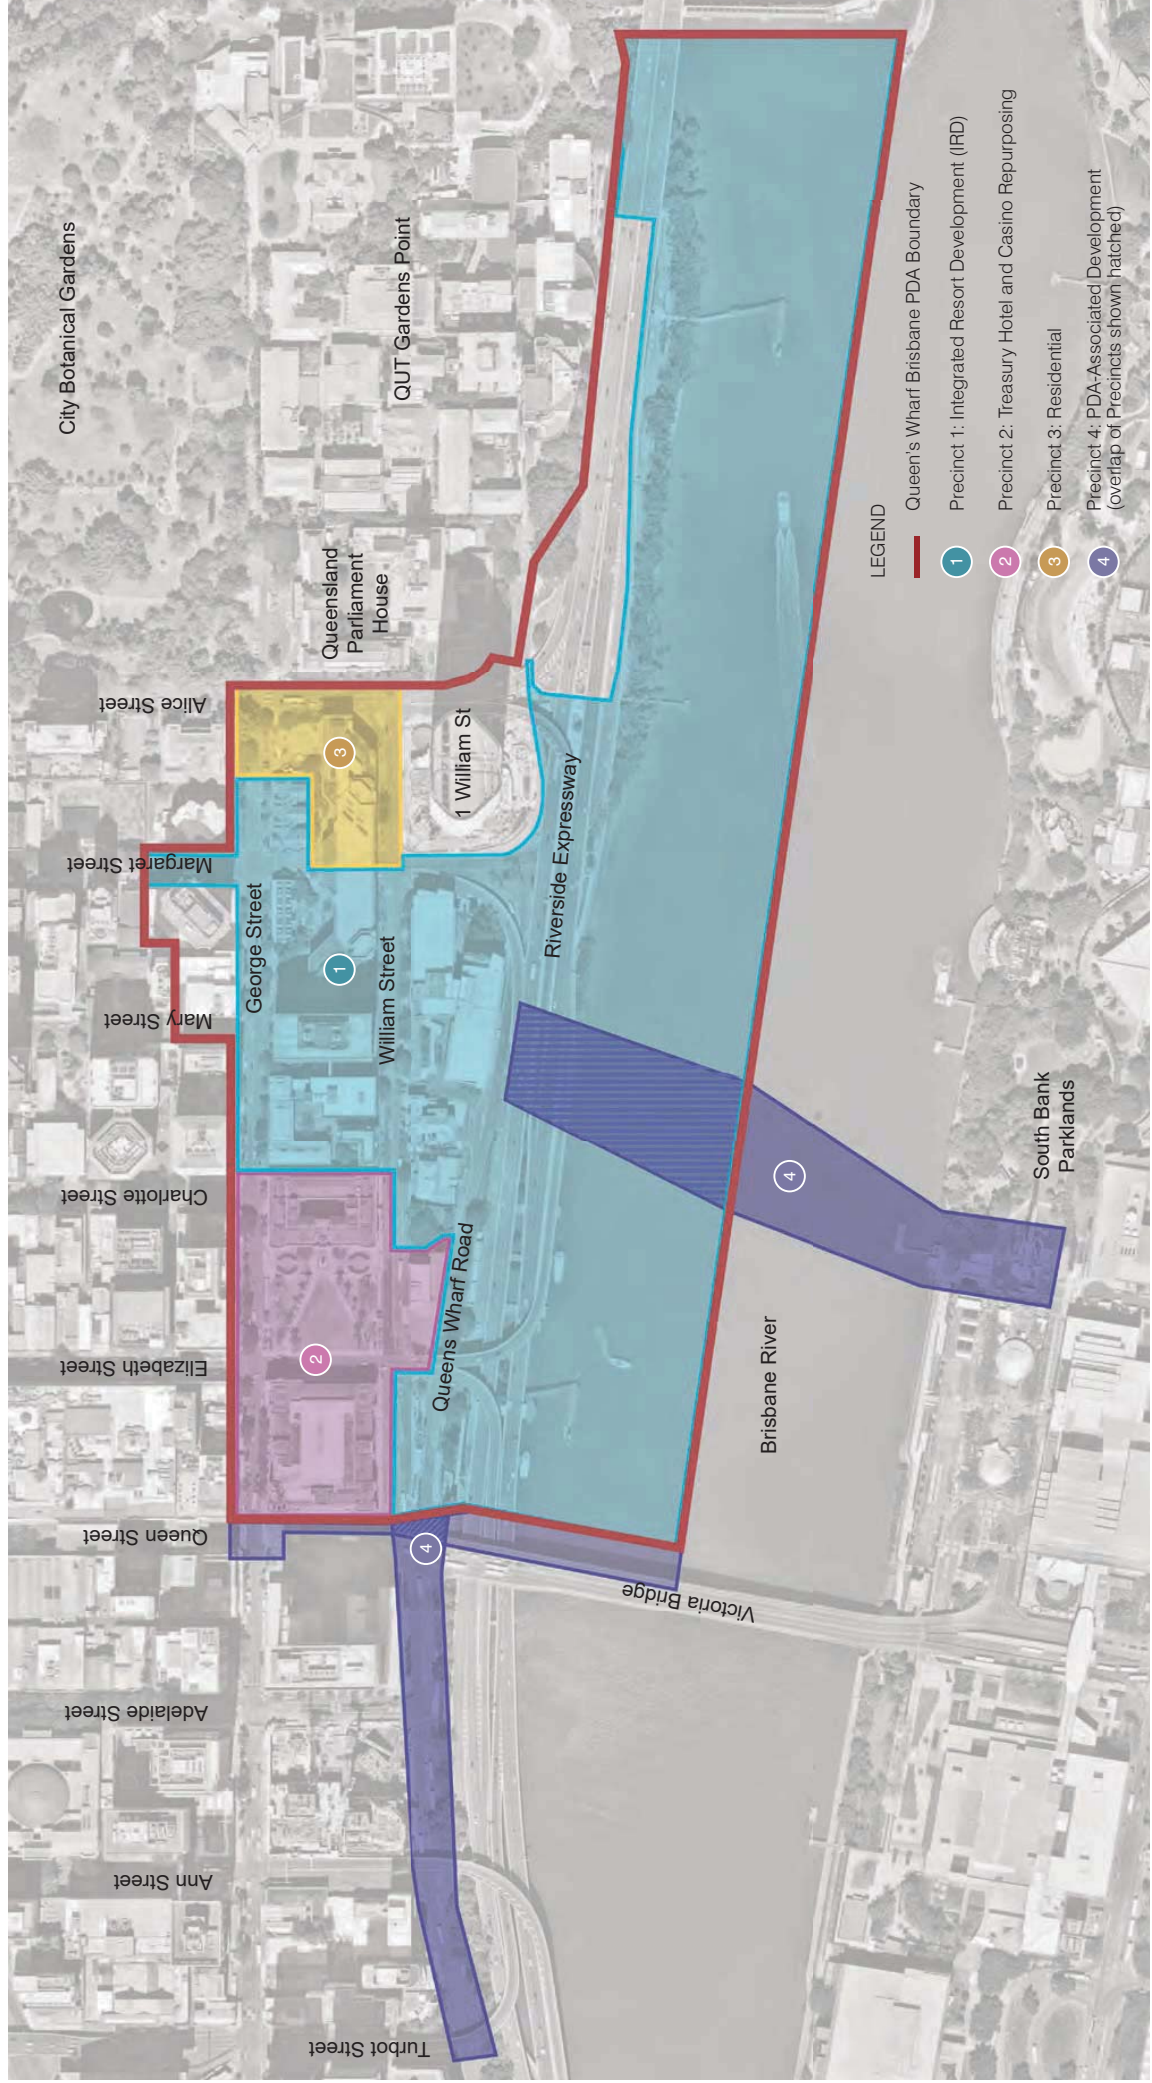 City Botanical Gardens
QUT Gardens Point
Queensland
Parliament
House
Alice Street
Margaret Street
Mary Street
Charlotte Street
Elizabeth Street
Queen Street
Adelaide Street
Ann Street
Turbot Street
George Street
William Street
1 William St
Riverside Expressway
Queens Wharf Road
Victoria Bridge
Brisbane River
South Bank
Parklands
1
2
3
4
4
LEGEND
Queen's Wharf Brisbane PDA Boundary
1 Precinct 1: Integrated Resort Development (IRD)
2 Precinct 2: Treasury Hotel and Casino Repurposing
3 Precinct 3: Residential
4 Precinct 4: PDA-Associated Development
(overlap of Precincts shown hatched)